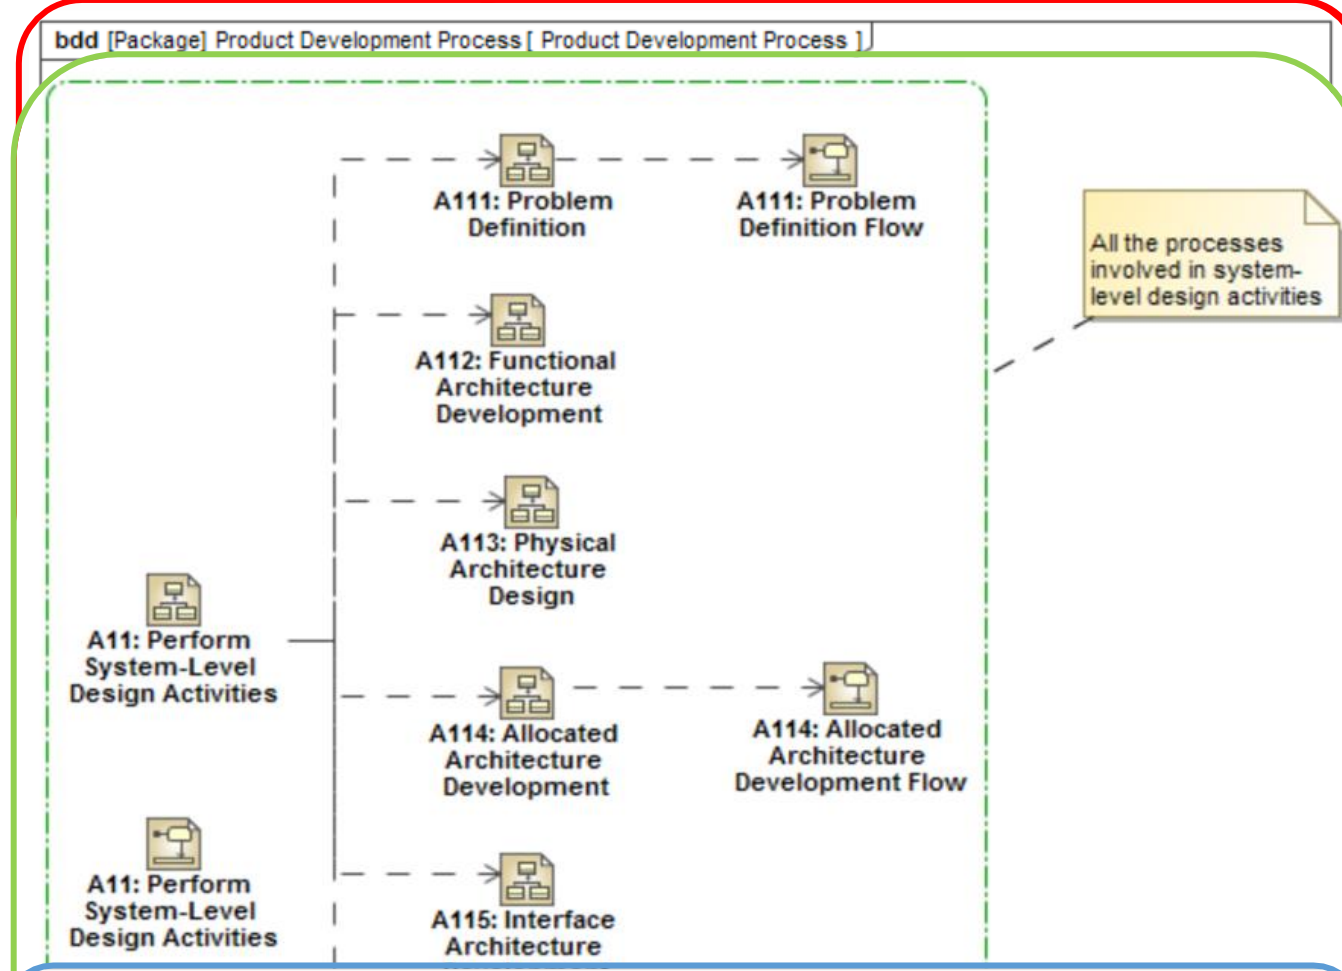 bdd [Package] Product Development Process [ Product Development Process ]
A111: Problem
Definition
A111: Problem
Definition Flow
All the processes
involved in system-
level design activities
A112: Functional
Architecture
Development
A113: Physical
Architecture
Design
A11: Perform
System-Level
Design Activities
A114: Allocated
Architecture
Development
A114: Allocated
Architecture
Development Flow
A11: Perform
System-Level
Design Activities
A115: Interface
Architecture